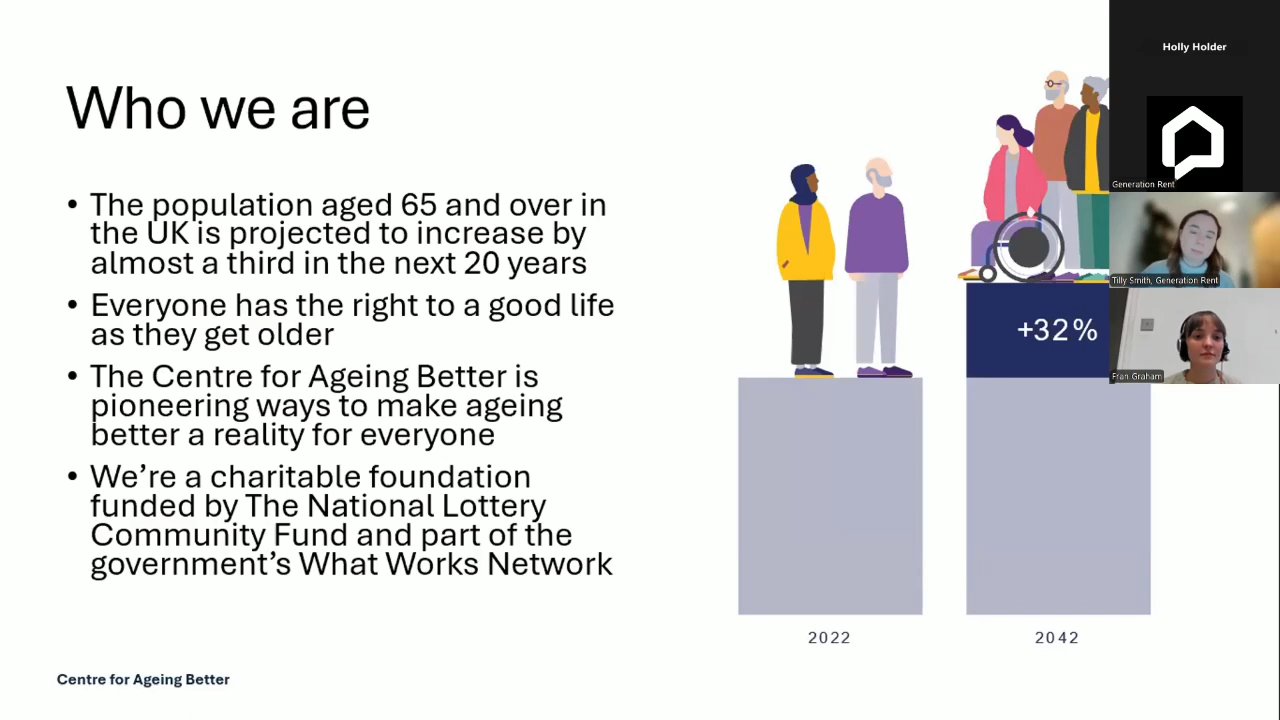 Who we are
• The population aged 65 and over in
the UK is projected to increase by
almost a third in the next 20 years
• Everyone has the right to a good life
as they get older
• The Centre for Ageing Better is
pioneering ways to make ageing
better a reality for everyone
• We’re a charitable foundation
funded by The National Lottery
Community Fund and part of the
government’s What Works Network
+32%
2022
2042
Centre for Ageing Better
Holly Holder
Generation Rent
Tilly Smith, Generation Rent
Fran Graham